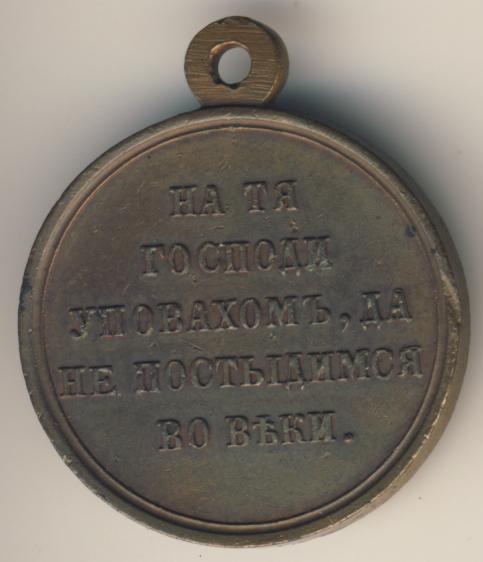 НА ТЯ
ГОСПОДИ
УПОВАХОМЪ, ДА
НЕ ПОСТЫДИМСЯ
ВО ВѢКИ.